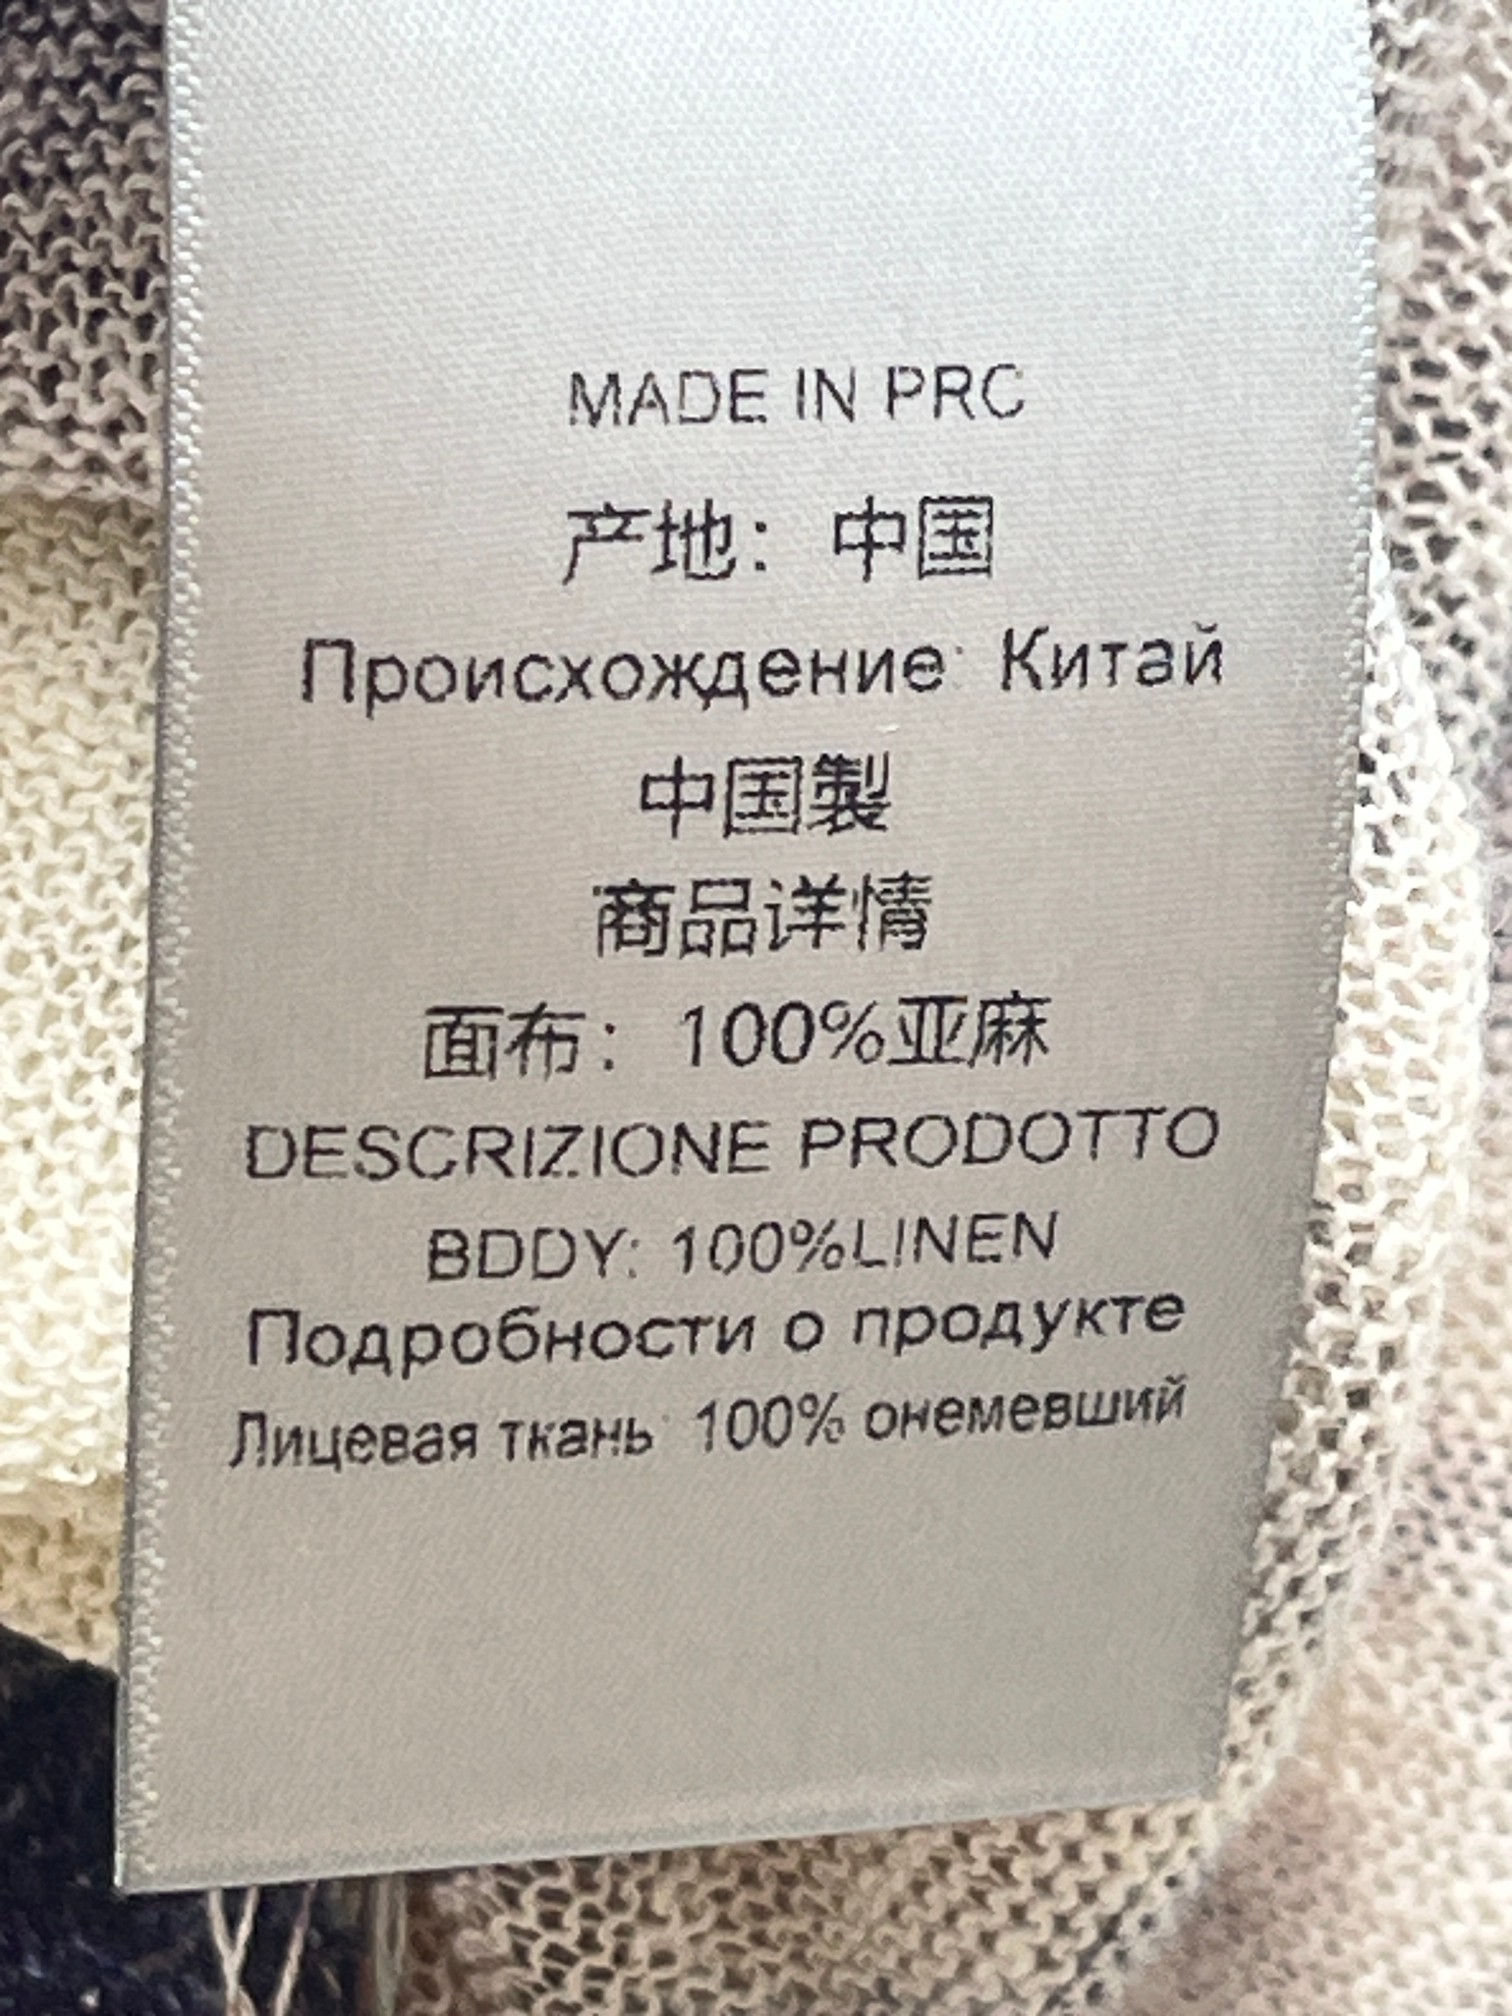 MADE IN PRC
产地：中国
Происхождение: Китай
中国製
商品详情
面布：100%亚麻
DESCRIZIONE PRODOTTO
BDDY: 100%LINEN
Подробности о продукте
Лицевая ткань: 100% онемевший